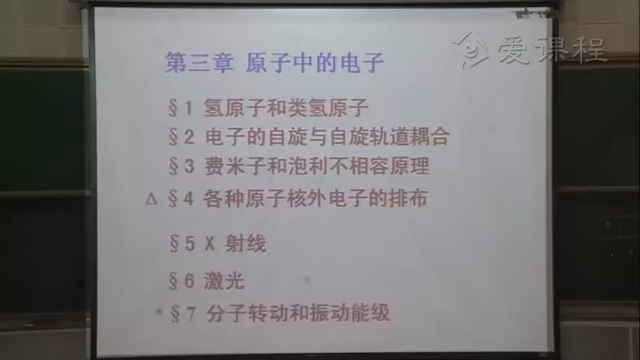 爱课程
第三章 原子中的电子
§1 氢原子和类氢原子
§2 电子的自旋与自旋轨道耦合
§3 费米子和泡利不相容原理
Δ §4 各种原子核外电子的排布
§5 X 射线
§6 激光
*§7 分子转动和振动能级